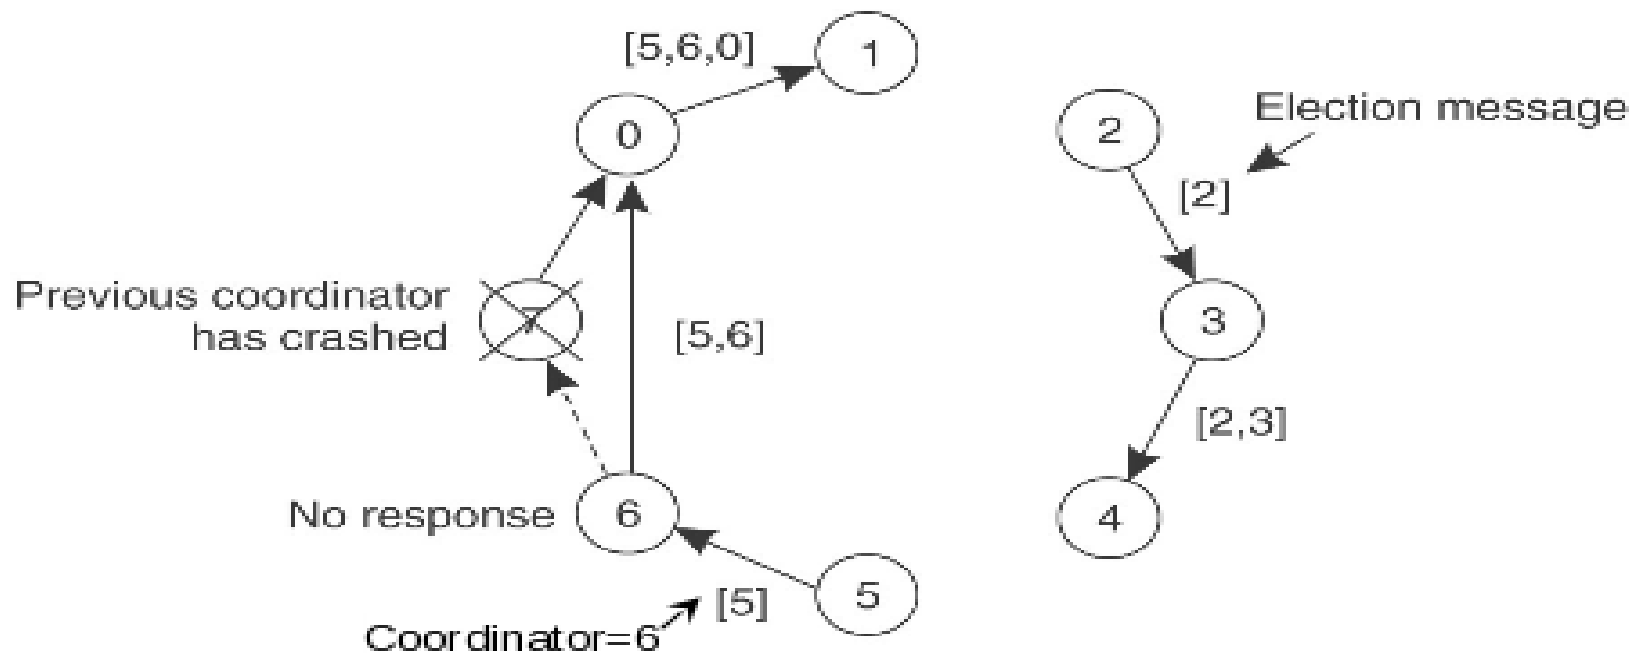 [5,6,0]
1
0
2
Election message
[2]
Previous coordinator
has crashed
7
[5,6]
3
[2,3]
No response
6
4
[5]
5
Coordinator=6